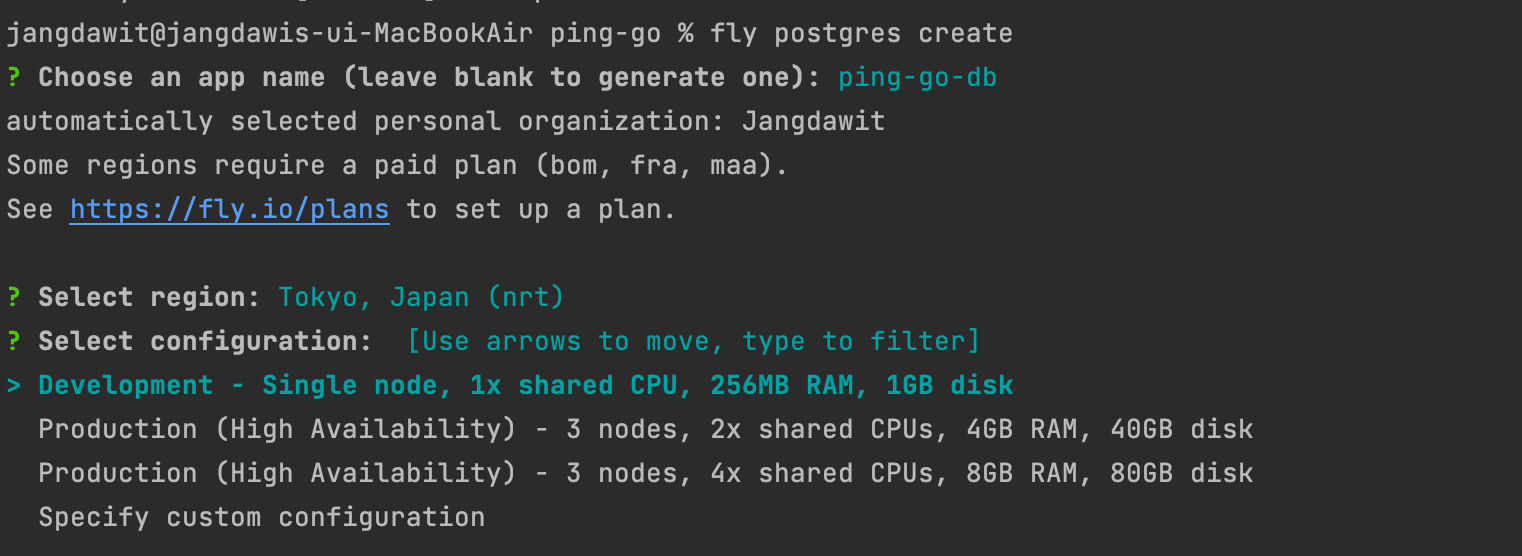 jangdawit@jangdawis-ui-MacBookAir ping-go % fly postgres create
? Choose an app name (leave blank to generate one): ping-go-db
automatically selected personal organization: Jangdawit
Some regions require a paid plan (bom, fra, maa).
See https://fly.io/plans to set up a plan.
? Select region: Tokyo, Japan (nrt)
? Select configuration:  [Use arrows to move, type to filter]
> Development - Single node, 1x shared CPU, 256MB RAM, 1GB disk
  Production (High Availability) - 3 nodes, 2x shared CPUs, 4GB RAM, 40GB disk
  Production (High Availability) - 3 nodes, 4x shared CPUs, 8GB RAM, 80GB disk
  Specify custom configuration